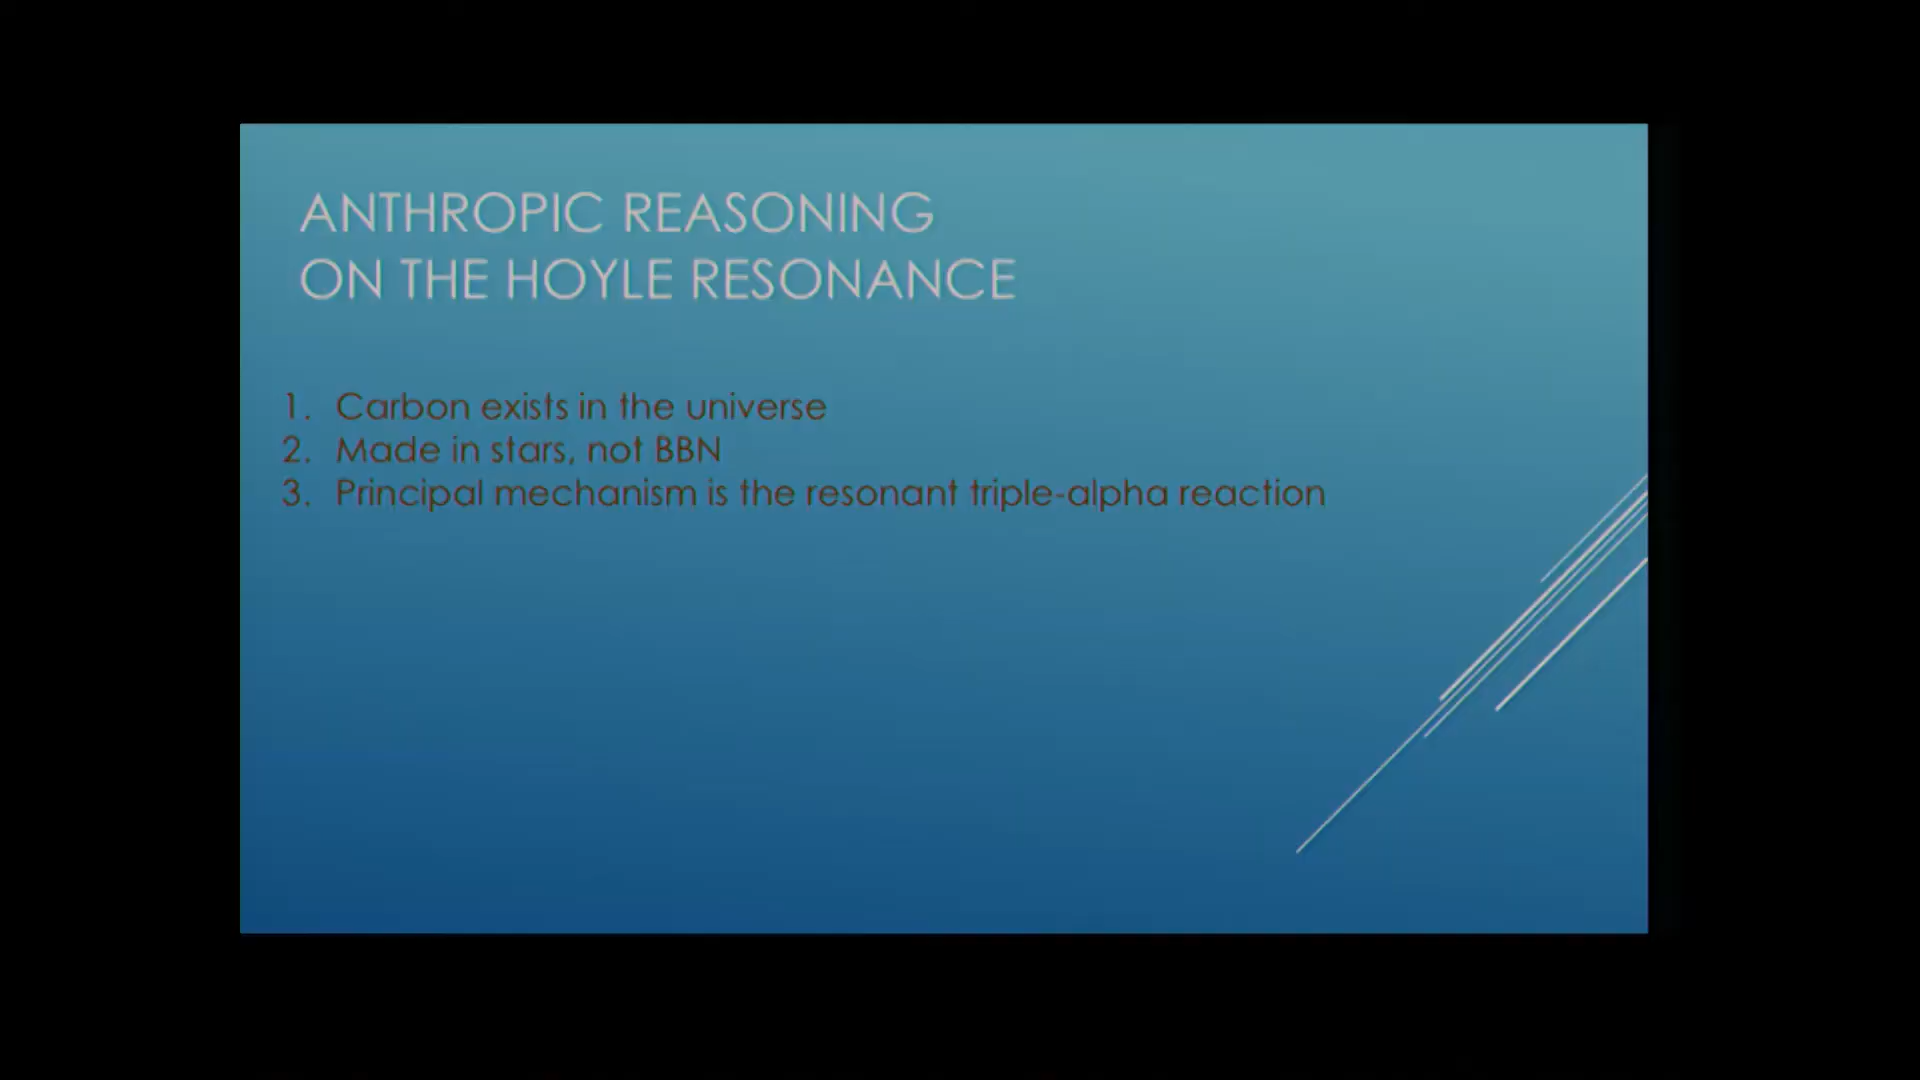 ANTHROPIC REASONING
ON THE HOYLE RESONANCE
1. Carbon exists in the universe
2. Made in stars, not BBN
3. Principal mechanism is the resonant triple-alpha reaction